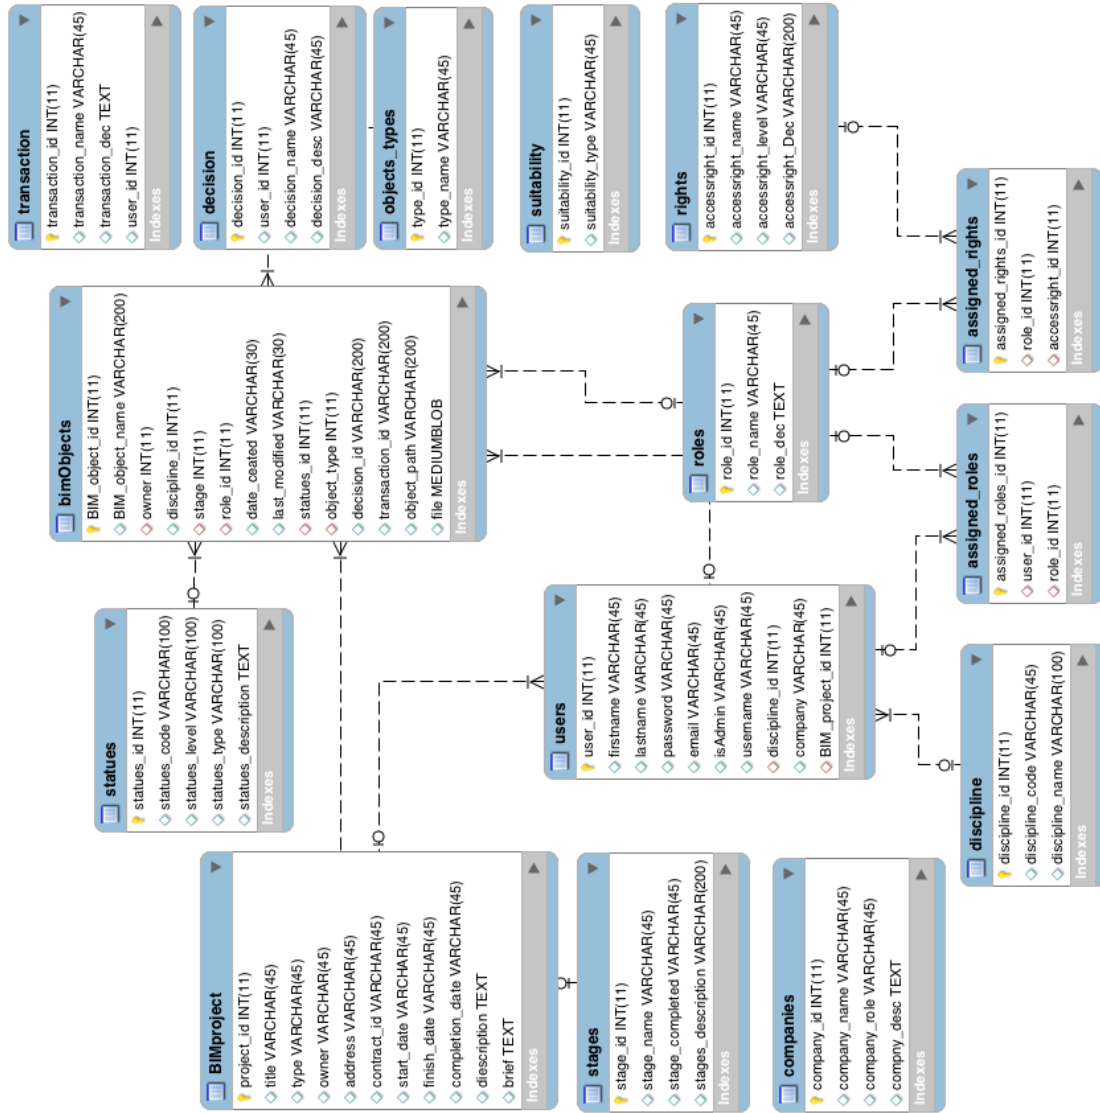 BIMproject
project_id INT(11)
title VARCHAR(45)
type VARCHAR(45)
owner VARCHAR(45)
address VARCHAR(45)
contract_id VARCHAR(45)
start_date VARCHAR(45)
finish_date VARCHAR(45)
completion_date VARCHAR(45)
diescription TEXT
brief TEXT
Indexes
stages
stage_id INT(11)
stage_name VARCHAR(45)
stage_completed VARCHAR(45)
stages_description VARCHAR(200)
Indexes
companies
company_id INT(11)
company_name VARCHAR(45)
company_role VARCHAR(45)
compny_desc TEXT
Indexes
statues
statues_id INT(11)
statues_code VARCHAR(100)
statues_level VARCHAR(100)
statues_type VARCHAR(100)
statues_description TEXT
Indexes
users
user_id INT(11)
firstname VARCHAR(45)
lastname VARCHAR(45)
password VARCHAR(45)
email VARCHAR(45)
isAdmin VARCHAR(45)
username VARCHAR(45)
discipline_id INT(11)
company VARCHAR(45)
BIM_project_id INT(11)
Indexes
discipline
discipline_id INT(11)
discipline_code VARCHAR(45)
discipline_name VARCHAR(100)
Indexes
bimObjects
BIM_object_id INT(11)
BIM_object_name VARCHAR(200)
owner INT(11)
discipline_id INT(11)
stage INT(11)
role_id INT(11)
date_created VARCHAR(30)
last_modified VARCHAR(30)
statues_id INT(11)
object_type INT(11)
decision_id VARCHAR(200)
transaction_id VARCHAR(200)
object_path VARCHAR(200)
file MEDIUMBLOB
Indexes
roles
role_id INT(11)
role_name VARCHAR(45)
role_dec TEXT
Indexes
assigned_roles
assigned_roles_id INT(11)
user_id INT(11)
role_id INT(11)
Indexes
transaction
transaction_id INT(11)
transaction_name VARCHAR(45)
transaction_dec TEXT
user_id INT(11)
Indexes
decision
decision_id INT(11)
user_id INT(11)
decision_name VARCHAR(45)
decision_desc VARCHAR(45)
Indexes
objects_types
type_id INT(11)
type_name VARCHAR(45)
Indexes
suitability
suitability_id INT(11)
suitability_type VARCHAR(45)
Indexes
rights
accessright_id INT(11)
accessright_name VARCHAR(45)
accessright_level VARCHAR(45)
accessright_Dec VARCHAR(200)
Indexes
assigned_rights
assigned_rights_id INT(11)
role_id INT(11)
accessright_id INT(11)
Indexes